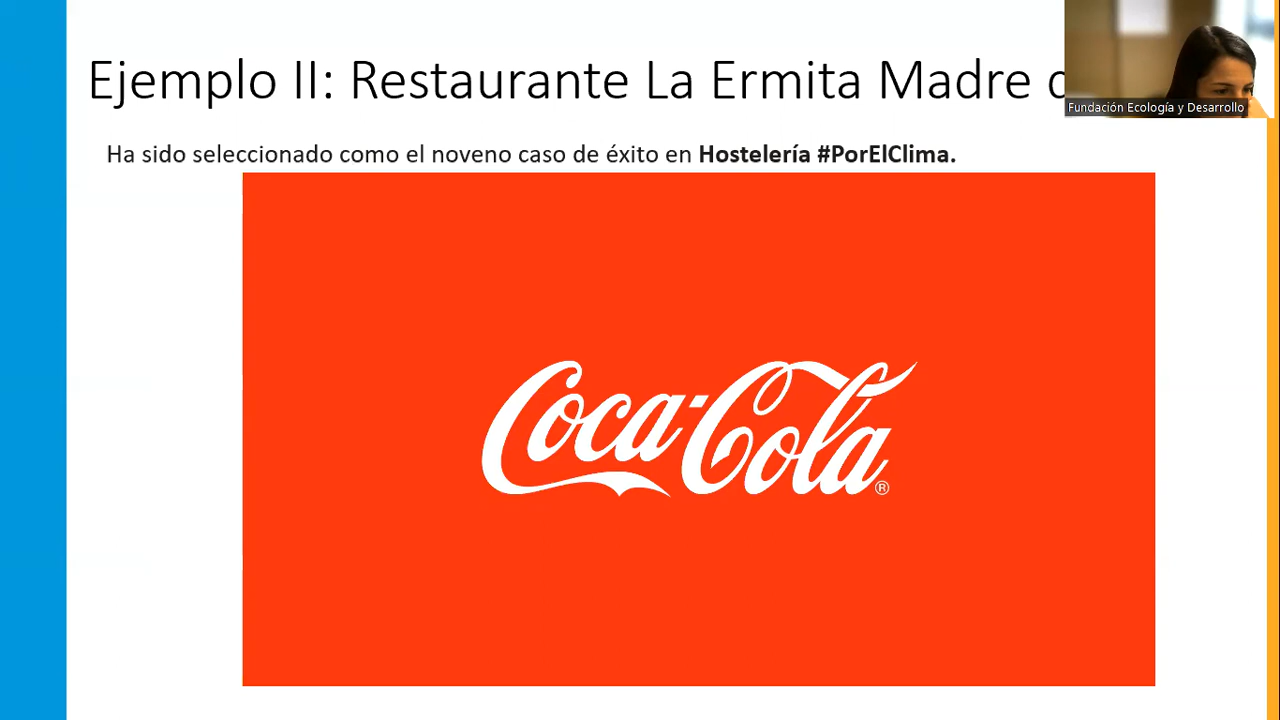 Ejemplo II: Restaurante La Ermita Madre
Fundación Ecología y Desarrollo
Ha sido seleccionado como el noveno caso de éxito en Hostelería #PorElClima.
Coca-Cola®